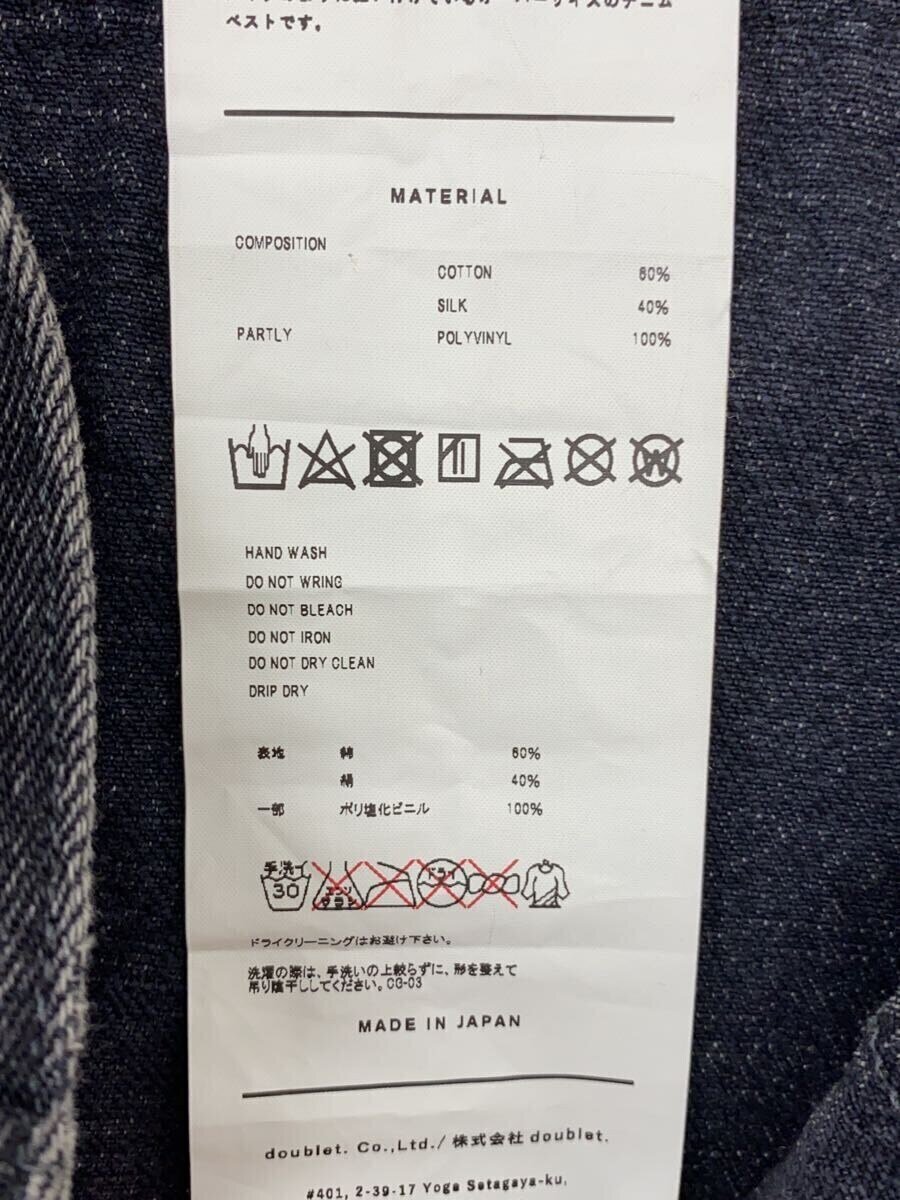 ベストです。
MATERIAL
COMPOSITION
COTTON 60%
SILK 40%
PARTLY POLYVINYL 100%
W
HAND WASH
DO NOT WRING
DO NOT BLEACH
DO NOT IRON
DO NOT DRY CLEAN
DRIP DRY
表地 綿 60%
絹 40%
一部 ポリ塩化ビニル 100%
手洗イ 30 エンソ サラシ ドライ
ドライクリーニングはお避け下さい。
洗濯の際は、手洗いの上絞らずに、形を整えて
吊り陰干ししてください。CG-03
MADE IN JAPAN
doublet. Co.,Ltd./ 株式会社 doublet.
#401, 2-39-17 Yoga Setagaya-ku,